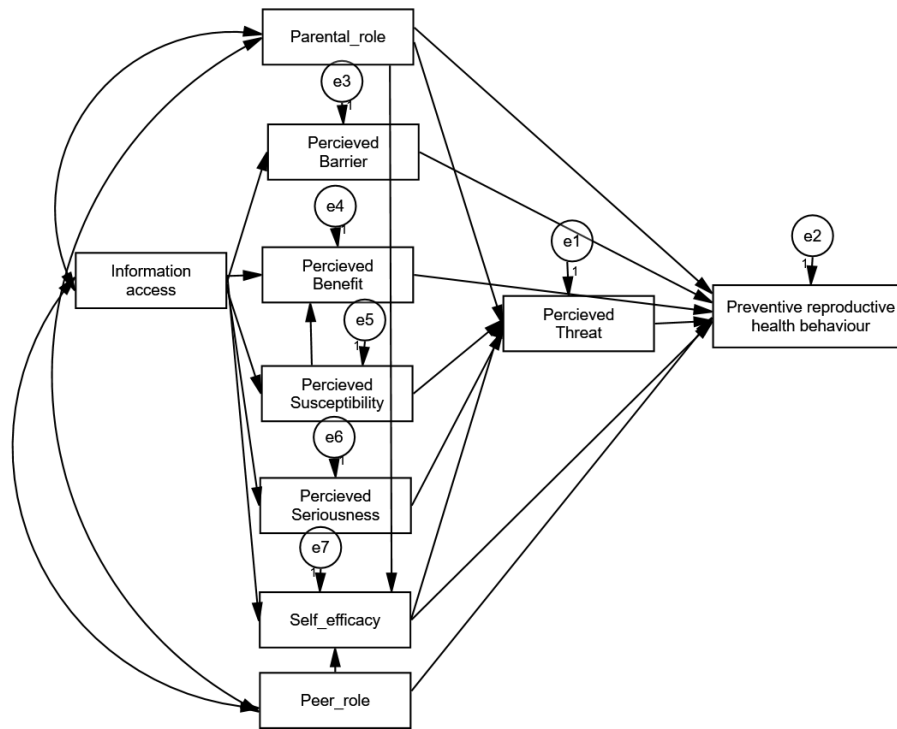 Parental_role
e3
1
Percieved
Barrier
e4
1
Information
access
Percieved
Benefit
e1
1
e2
1
e5
1
Percieved
Threat
Preventive reproductive
health behaviour
Percieved
Susceptibility
e6
1
Percieved
Seriousness
e7
1
Self_efficacy
Peer_role